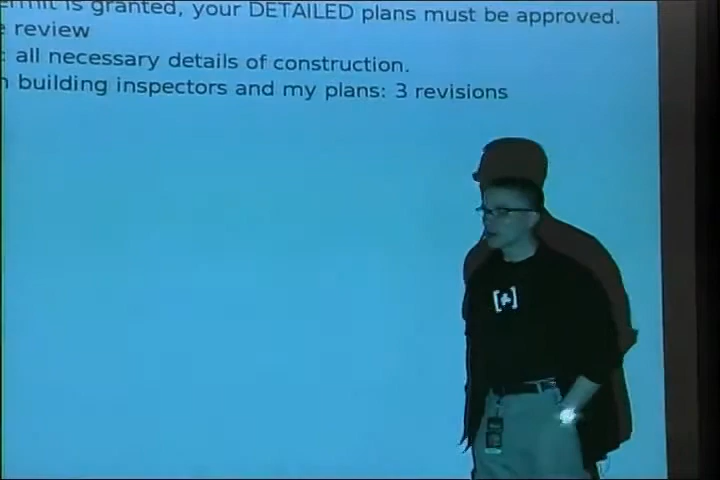 is granted, your DETAILED plans must be approved.
review
all necessary details of construction.
building inspectors and my plans: 3 revisions